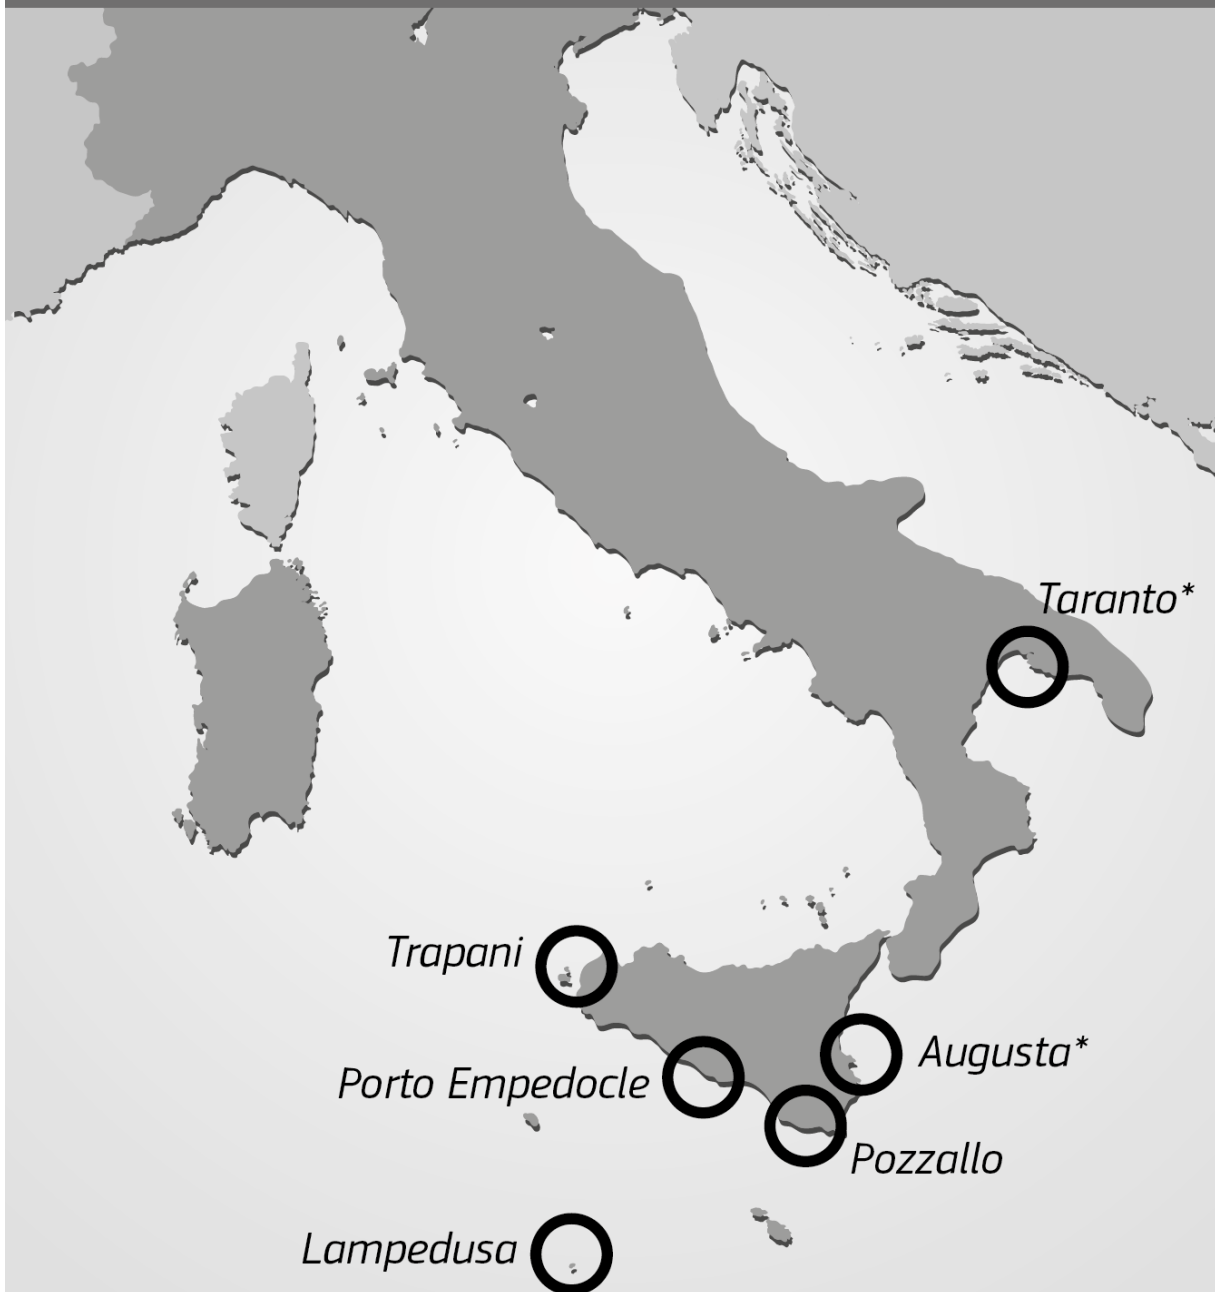 Taranto*
Trapani
Augusta*
Porto Empedocle
Pozzallo
Lampedusa